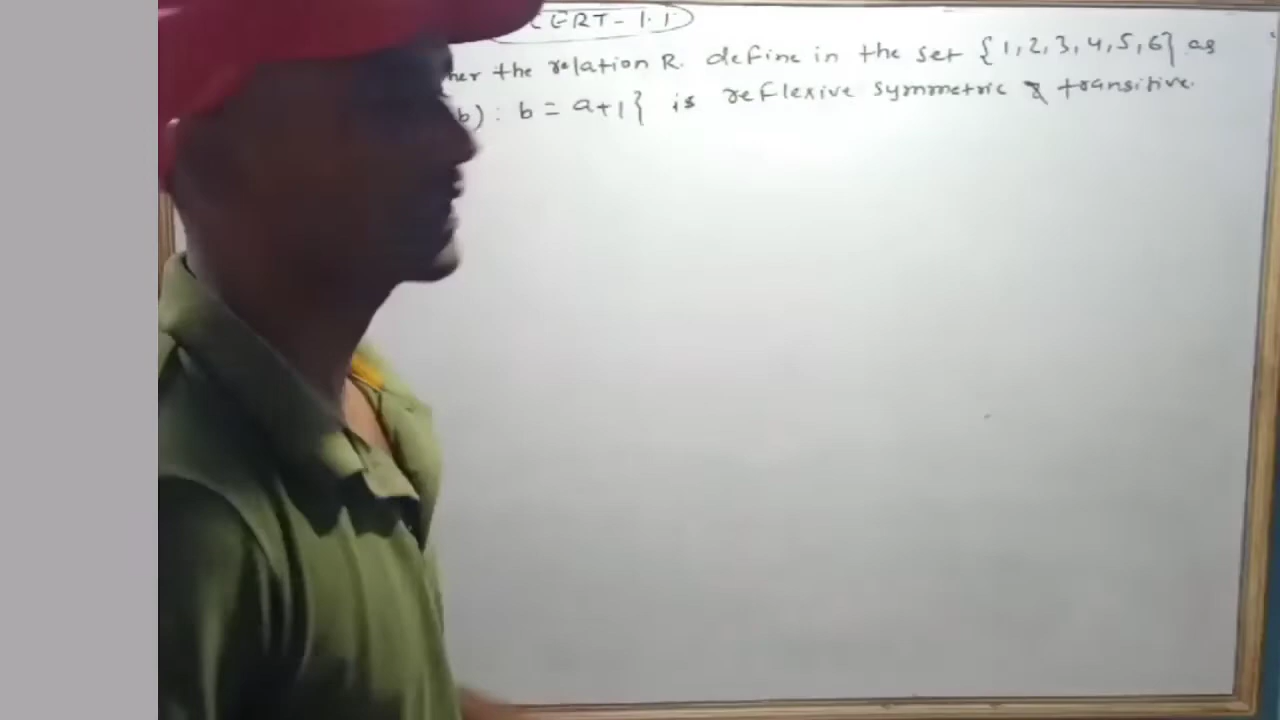 CERT - 1.1
her the relation R. define in the set {1, 2, 3, 4, 5, 6} as
b) : b = a+1} is reflexive symmetric & transitive.